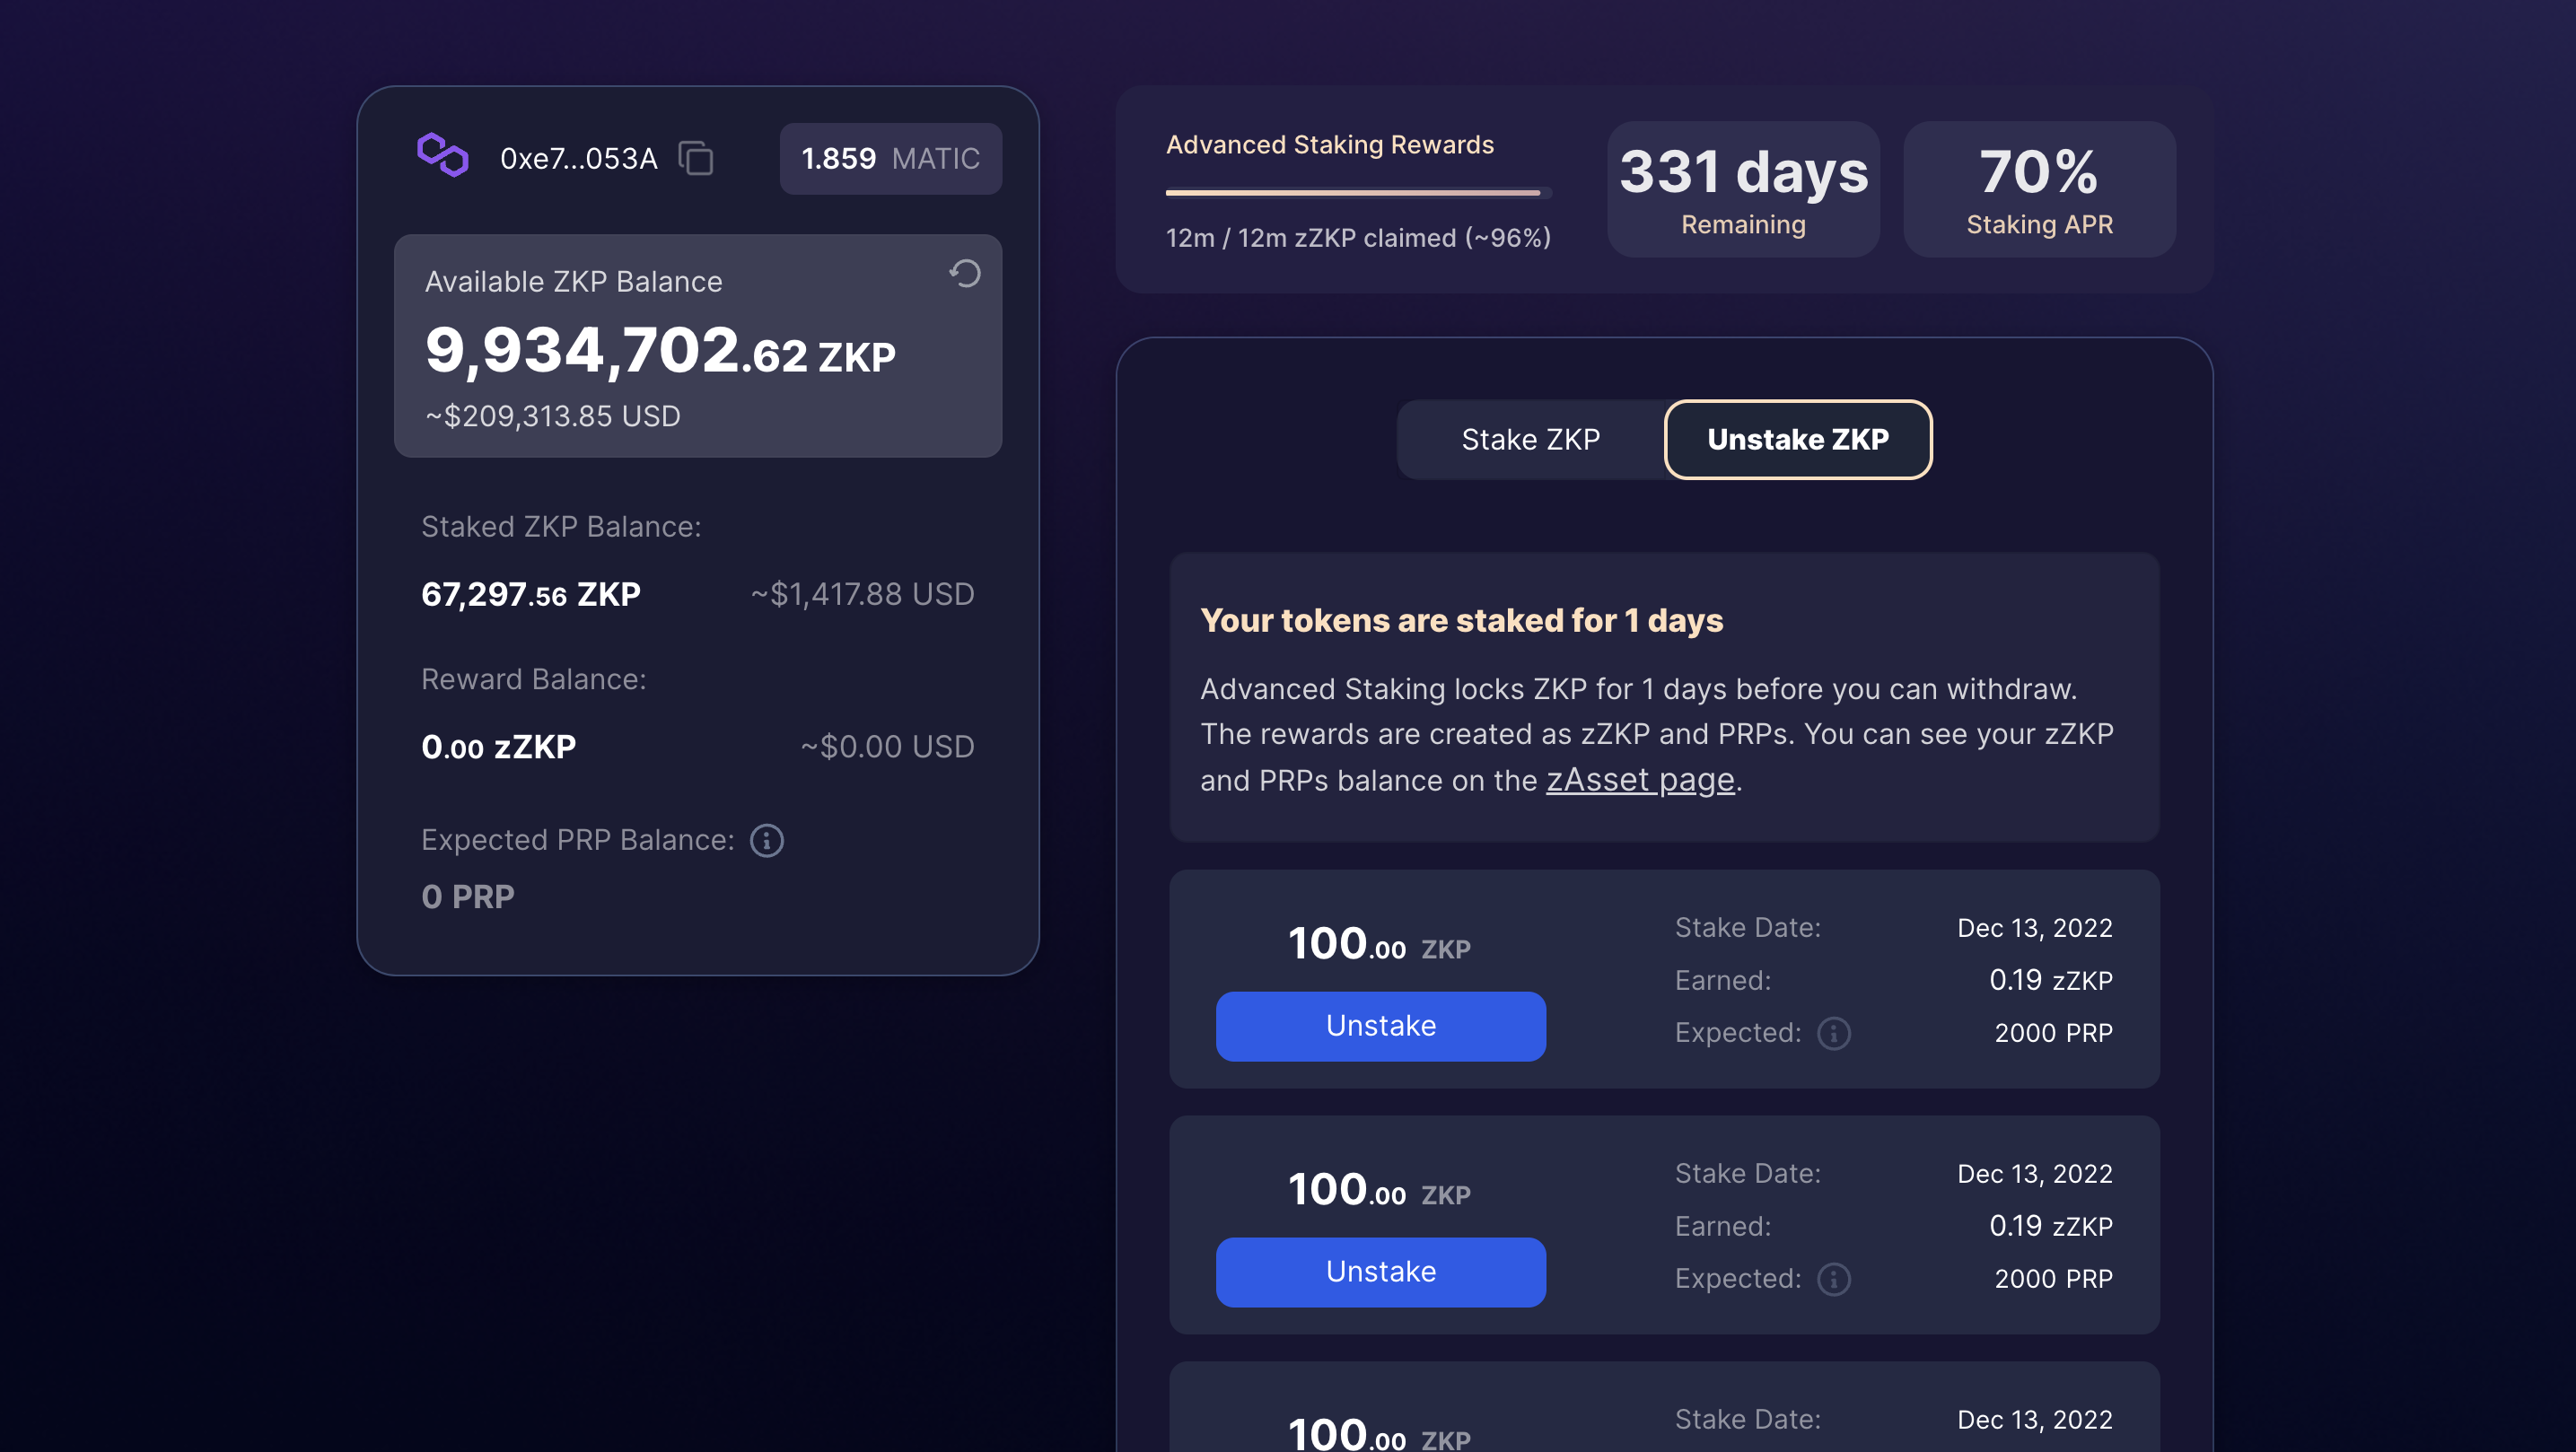 0xe7...053A
1.859 MATIC
Available ZKP Balance
9,934,702.62 ZKP
~$209,313.85 USD
Staked ZKP Balance:
67,297.56 ZKP ~$1,417.88 USD
Reward Balance:
0.00 zZKP ~$0.00 USD
Expected PRP Balance:
0 PRP
Advanced Staking Rewards
12m / 12m zZKP claimed (~96%)
331 days
Remaining
70%
Staking APR
Stake ZKP Unstake ZKP
Your tokens are staked for 1 days
Advanced Staking locks ZKP for 1 days before you can withdraw.
The rewards are created as zZKP and PRPs. You can see your zZKP
and PRPs balance on the zAsset page.
100.00 ZKP
Unstake
Stake Date: Dec 13, 2022
Earned: 0.19 zZKP
Expected: 2000 PRP
100.00 ZKP
Unstake
Stake Date: Dec 13, 2022
Earned: 0.19 zZKP
Expected: 2000 PRP
100.00 ZKP
Stake Date: Dec 13, 2022